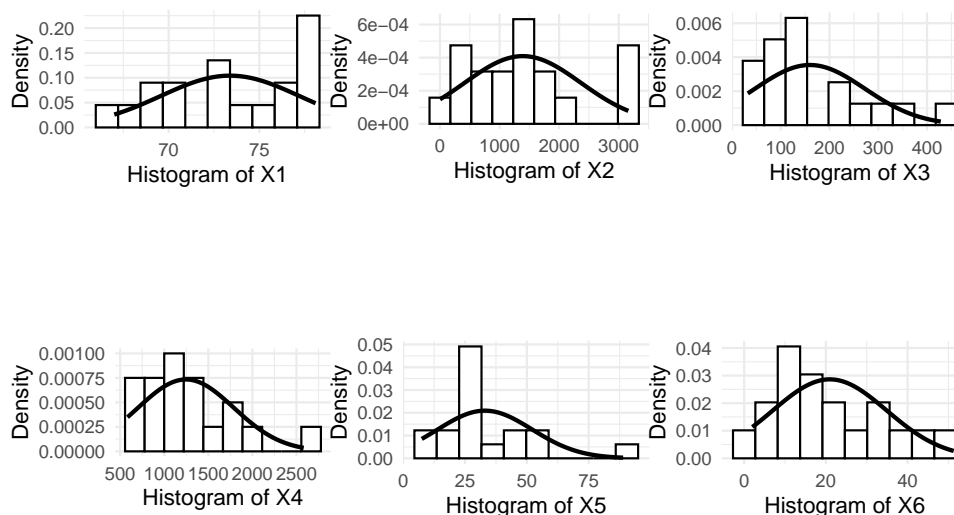 Density
0.20
0.15
0.10
0.05
0.00
70 75
Histogram of X1
Density
6e−04
4e−04
2e−04
0e+00
0 1000 2000 3000
Histogram of X2
Density
0.006
0.004
0.002
0.000
0 100 200 300 400
Histogram of X3
Density
0.00100
0.00075
0.00050
0.00025
0.00000
500 1000 1500 2000 2500
Histogram of X4
Density
0.05
0.04
0.03
0.02
0.01
0.00
0 25 50 75
Histogram of X5
Density
0.04
0.03
0.02
0.01
0.00
0 20 40
Histogram of X6